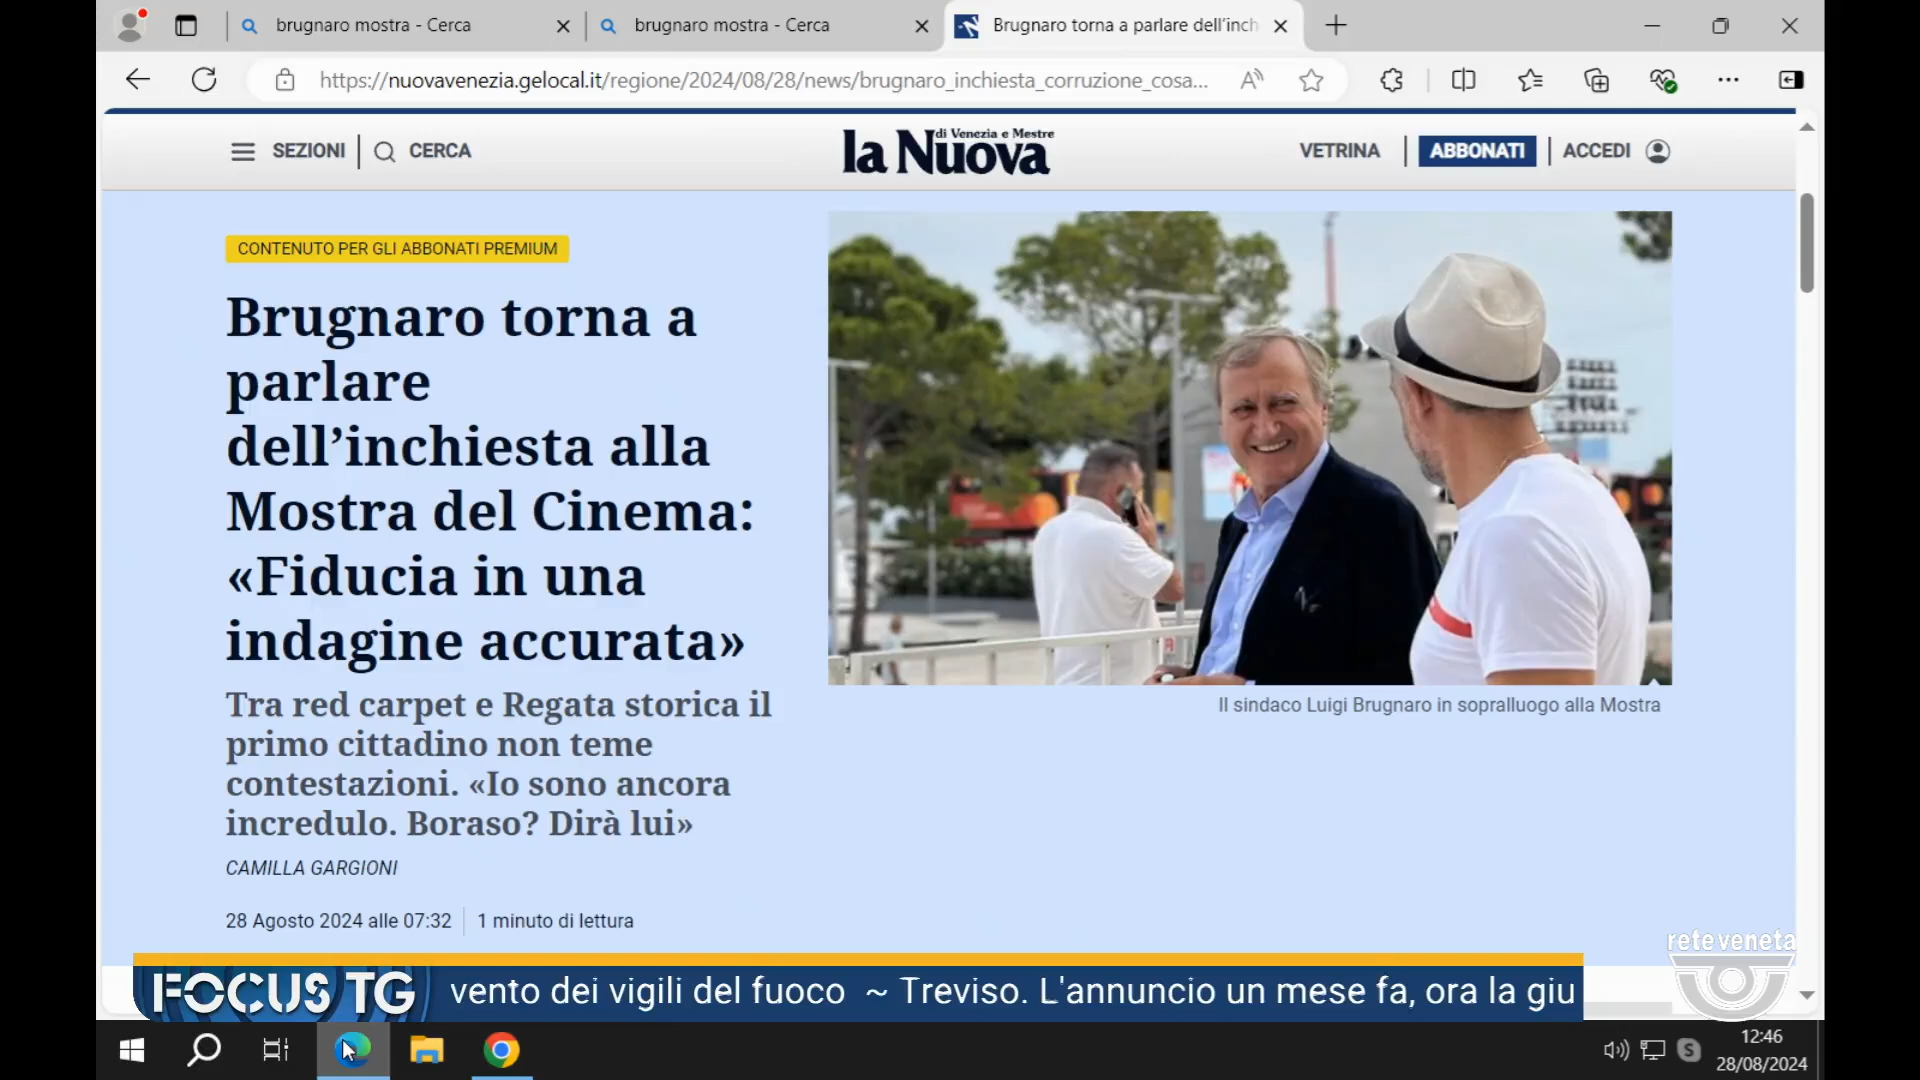 brugnaro mostra - Cerca
brugnaro mostra - Cerca
Brugnaro torna a parlare dell'inch
https://nuovavenezia.gelocal.it/regione/2024/08/28/news/brugnaro_inchiesta_corruzione_cosa...
SEZIONI
CERCA
la Nuova
di Venezia e Mestre
VETRINA
ABBONATI
ACCEDI
CONTENUTO PER GLI ABBONATI PREMIUM
Brugnaro torna a
parlare
dell’inchiesta alla
Mostra del Cinema:
«Fiducia in una
indagine accurata»
Tra red carpet e Regata storica il
primo cittadino non teme
contestazioni. «Io sono ancora
incredulo. Boraso? Dirà lui»
CAMILLA GARGIONI
28 Agosto 2024 alle 07:32
1 minuto di lettura
Il sindaco Luigi Brugnaro in sopralluogo alla Mostra
reteveneta
FOCUS TG
vento dei vigili del fuoco ~ Treviso. L'annuncio un mese fa, ora la giu
12:46
28/08/2024